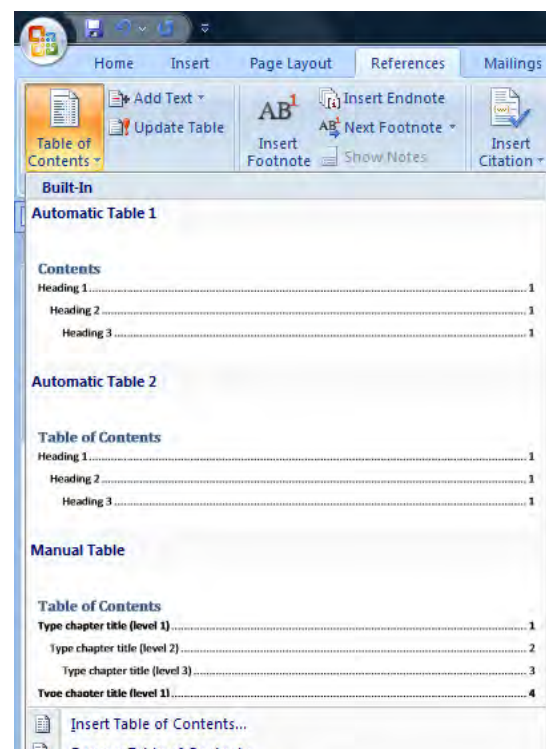 Home Insert Page Layout References Mailings
Add Text
Update Table
Table of
Contents
AB1
Insert
Footnote
Insert Endnote
AB1 Next Footnote
Show Notes
Insert
Citation
Built-In
Automatic Table 1
Contents
Heading 1 1
Heading 2 1
Heading 3 1
Automatic Table 2
Table of Contents
Heading 1 1
Heading 2 1
Heading 3 1
Manual Table
Table of Contents
Type chapter title (level 1) 1
Type chapter title (level 2) 2
Type chapter title (level 3) 3
Type chapter title (level 1) 4
Insert Table of Contents...